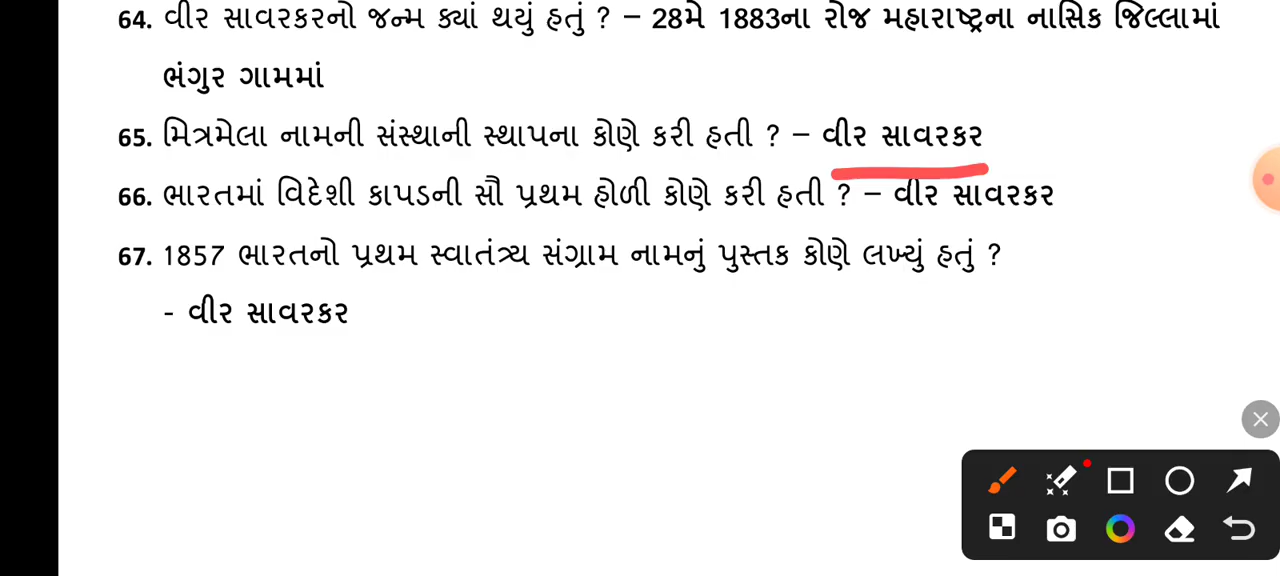 64. વીર સાવરકરનો જન્મ ક્યાં થયું હતું ? – 28મે 1883ના રોજ મહારાષ્ટ્રના નાસિક જિલ્લામાં
ભંગુર ગામમાં
65. મિત્રમેલા નામની સંસ્થાની સ્થાપના કોણે કરી હતી ? – વીર સાવરકર
66. ભારતમાં વિદેશી કાપડની સૌ પ્રથમ હોળી કોણે કરી હતી ? – વીર સાવરકર
67. 1857 ભારતનો પ્રથમ સ્વાતંત્ર્ય સંગ્રામ નામનું પુસ્તક કોણે લખ્યું હતું ?
- વીર સાવરકર